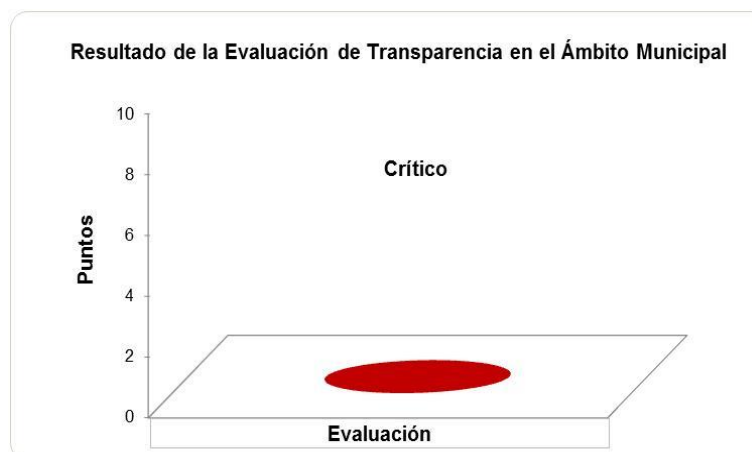 Resultado de la Evaluación de Transparencia en el Ámbito Municipal
10
Crítico
8
6
Puntos
4
2
0
Evaluación